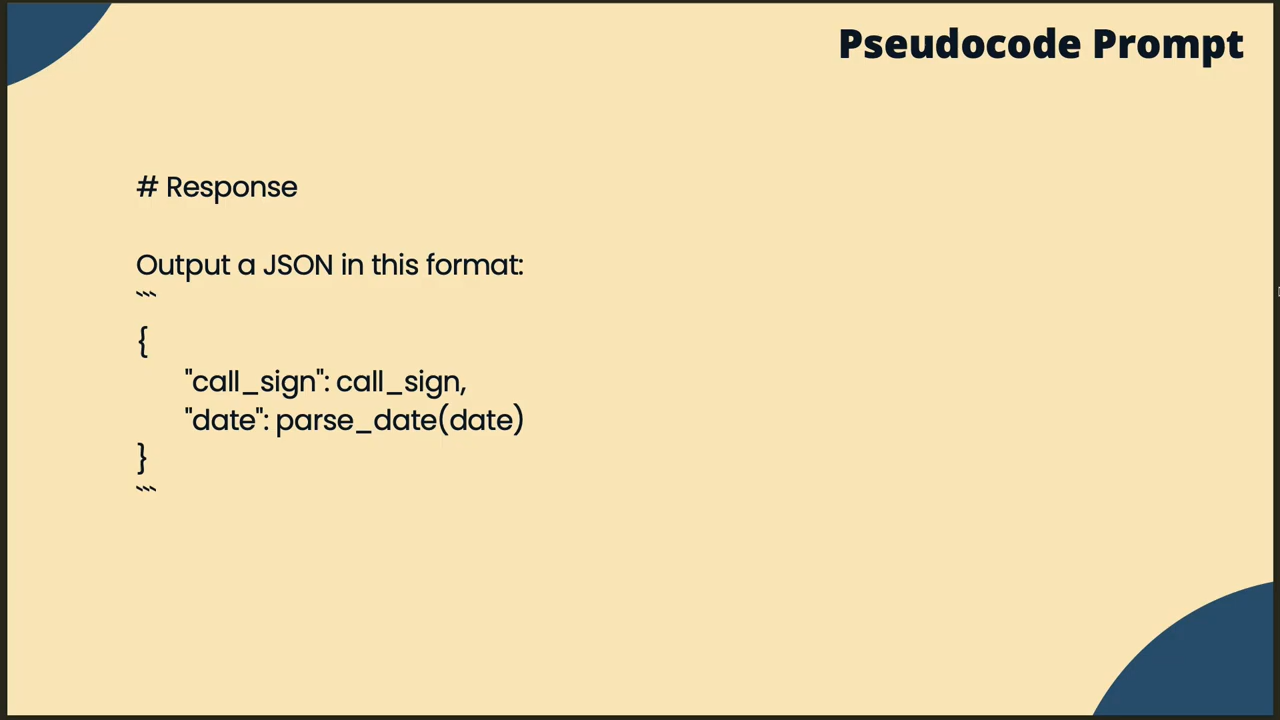 Pseudocode Prompt
# Response
Output a JSON in this format:
```
{
"call_sign": call_sign,
"date": parse_date(date)
}
```